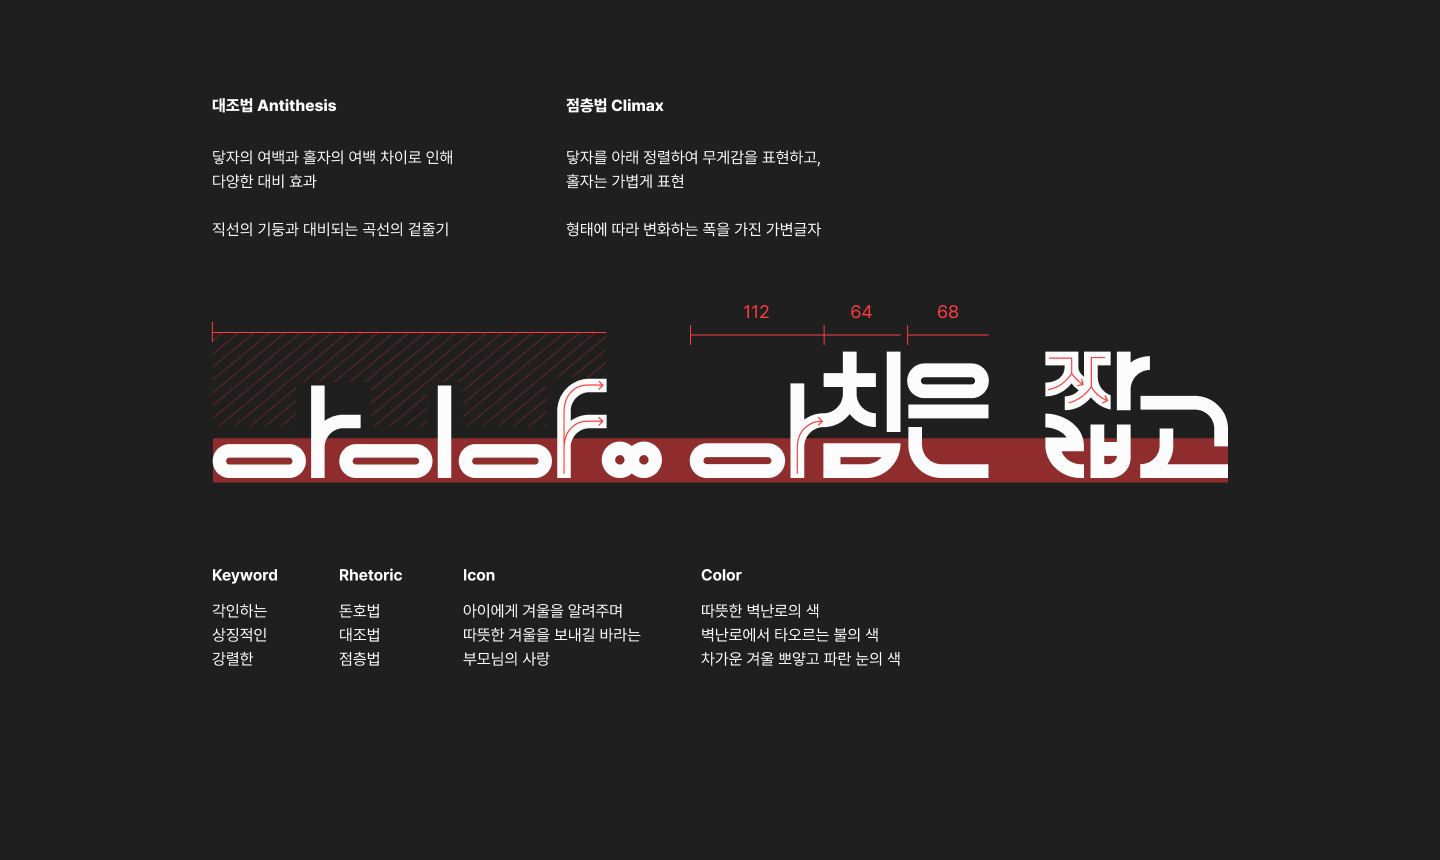 대조법 Antithesis
닿자의 여백과 홀자의 여백 차이로 인해
다양한 대비 효과
직선의 기둥과 대비되는 곡선의 겉줄기
점층법 Climax
닿자를 아래 정렬하여 무게감을 표현하고,
홀자는 가볍게 표현
형태에 따라 변화하는 폭을 가진 가변글자
112 64 68
아이야.. 아침은 짧고
Keyword
각인하는
상징적인
강렬한
Rhetoric
돈호법
대조법
점층법
Icon
아이에게 겨울을 알려주며
따뜻한 겨울을 보내길 바라는
부모님의 사랑
Color
따뜻한 벽난로의 색
벽난로에서 타오르는 불의 색
차가운 겨울 뽀얗고 파란 눈의 색